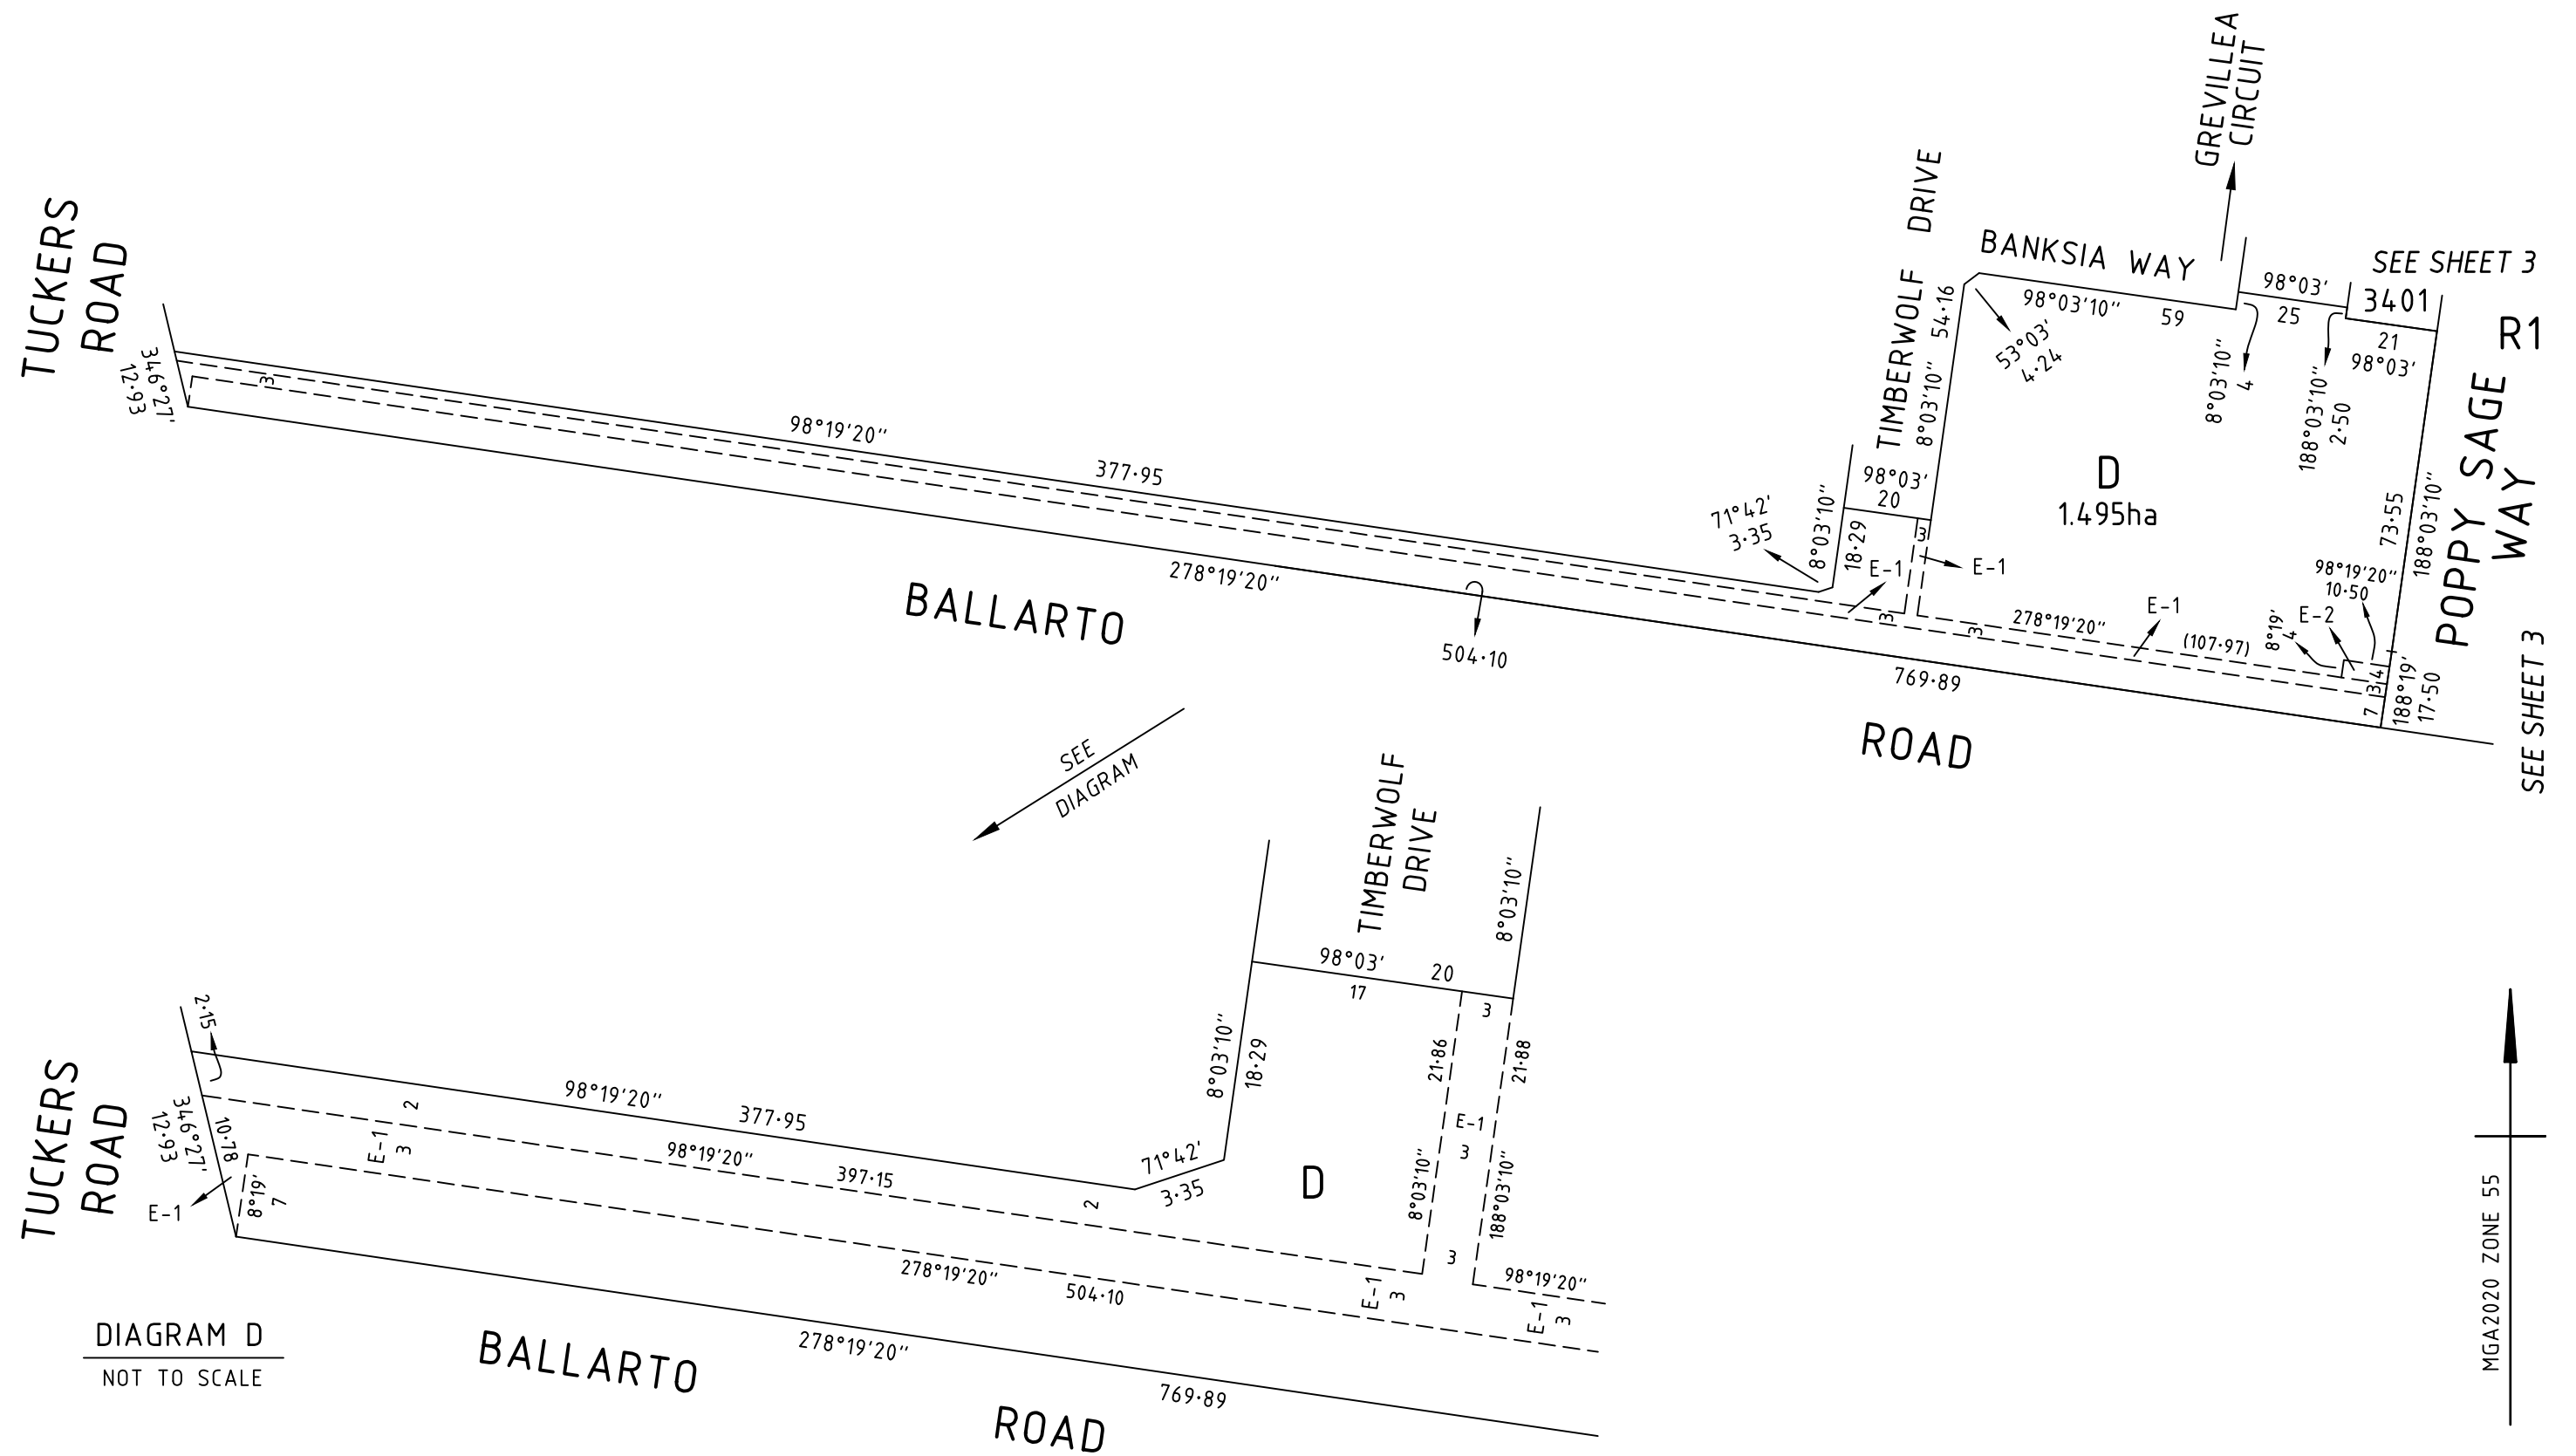 GREVILLEA
CIRCUIT
TUCKERS
ROAD
346°27'
12·93
3
98°19'20"
377·95
278°19'20"
504·10
BALLARTO
ROAD
769·89
71°42'
3·35
8°03'10"
18·29
98°03'
20
TIMBERWOLF DRIVE
8°03'10" 54·16
BANKSIA WAY
98°03'10"
59
53°03'
4·24
98°03'
25
8°03'10"
4
188°03'10"
2·50
SEE SHEET 3
3401
21
98°03'
R1
POPPY SAGE
WAY
D
1.495ha
73·55
188°03'10"
3
E-1
E-1
3
3
278°19'20"
E-1
(107·97)
8°19'
4
E-2
98°19'20"
10·50
4
3
7
188°19'
17·50
SEE SHEET 3
SEE
DIAGRAM
TIMBERWOLF
DRIVE
8°03'10"
98°03'
20
17
3
8°03'10"
18·29
21·86
21·88
E-1
3
8°03'10"
188°03'10"
D
TUCKERS
ROAD
2·15
346°27'
12·93
10·78
E-1
8°19'
7
98°19'20"
377·95
2
E-1
3
98°19'20"
397·15
2
71°42'
3·35
278°19'20"
504·10
E-1
3
3
98°19'20"
E-1
3
BALLARTO
ROAD
278°19'20"
769·89
DIAGRAM D
NOT TO SCALE
MGA2020 ZONE 55